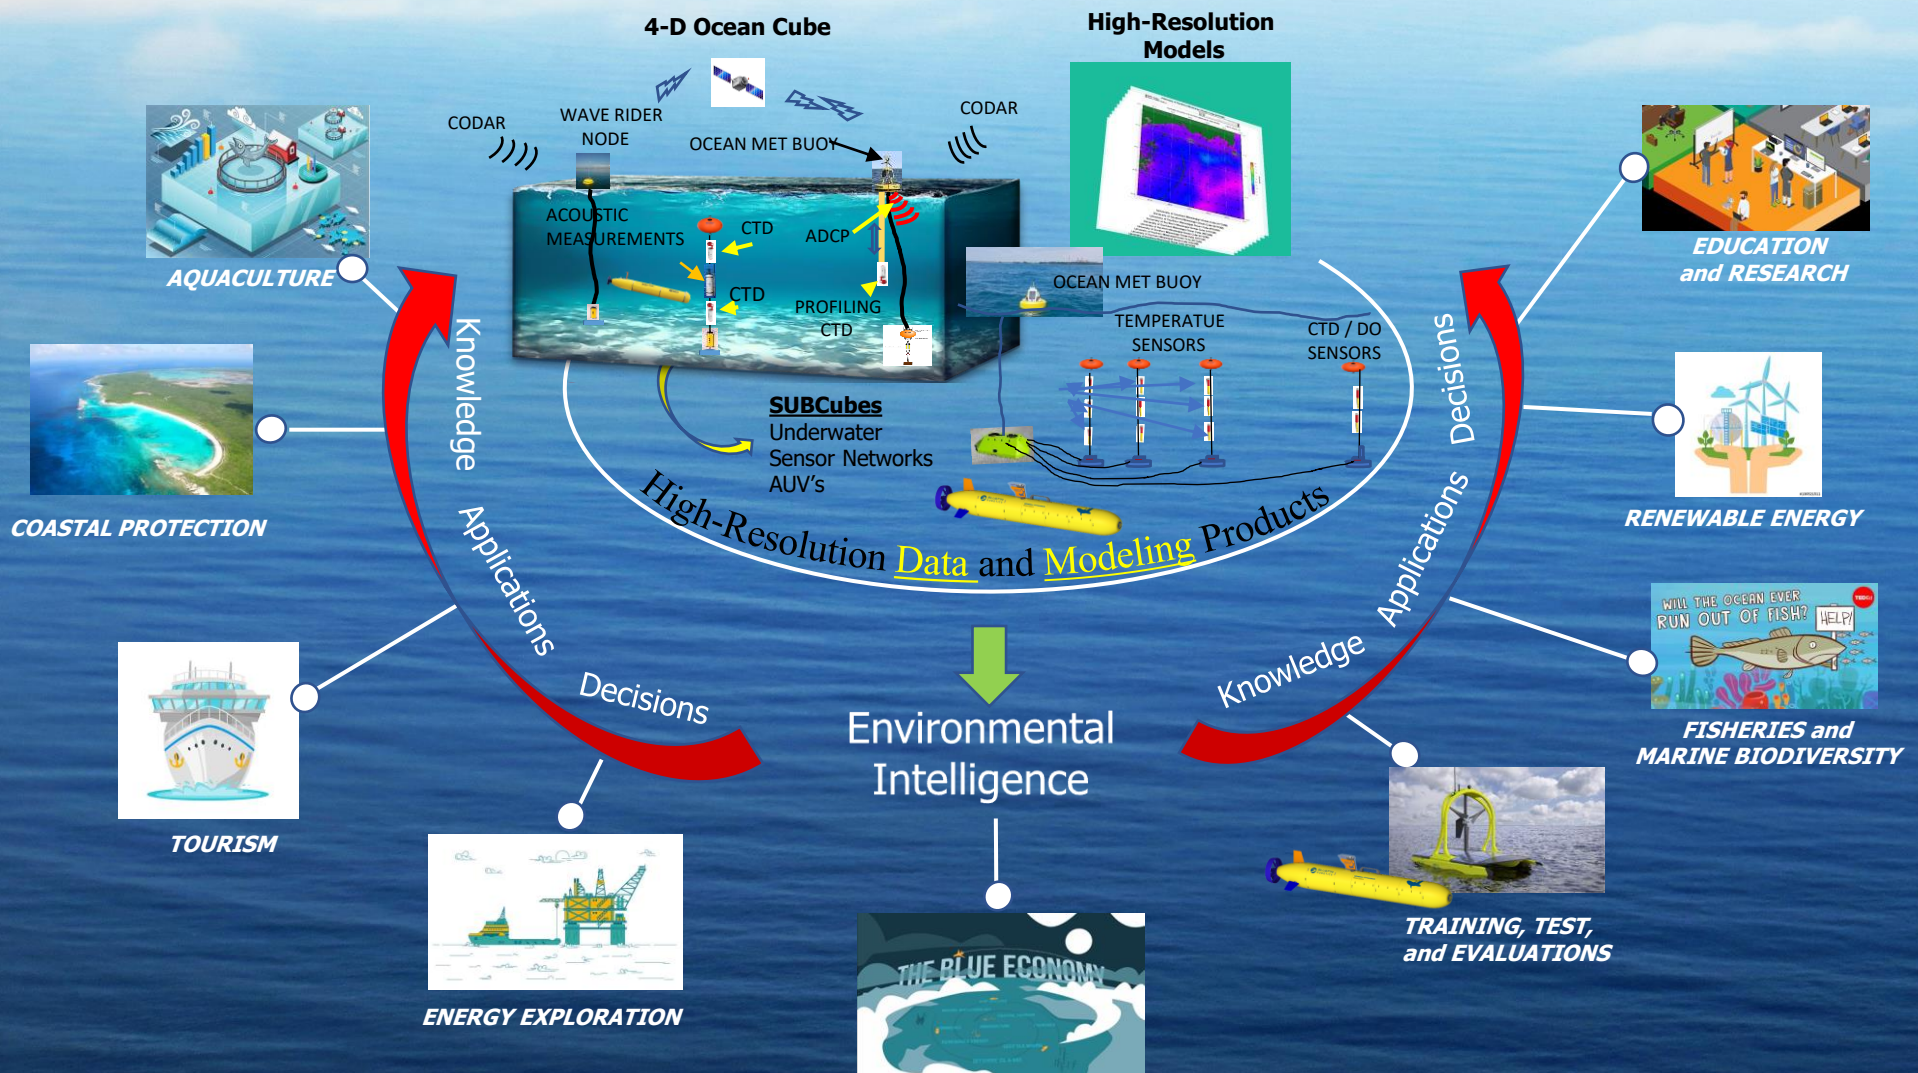 4-D Ocean Cube
High-Resolution
Models
CODAR
WAVE RIDER
NODE
OCEAN MET BUOY
CODAR
ACOUSTIC
MEASUREMENTS
CTD
ADCP
CTD
PROFILING
CTD
OCEAN MET BUOY
TEMPERATUE
SENSORS
CTD / DO
SENSORS
SUBCubes
Underwater
Sensor Networks
AUV's
High-Resolution Data and Modeling Products
Knowledge
Applications
Decisions
Knowledge
Applications
Decisions
Environmental
Intelligence
AQUACULTURE
COASTAL PROTECTION
TOURISM
ENERGY EXPLORATION
THE BLUE ECONOMY
EDUCATION
and RESEARCH
RENEWABLE ENERGY
WILL THE OCEAN EVER
RUN OUT OF FISH?
HELP!
FISHERIES and
MARINE BIODIVERSITY
TRAINING, TEST,
and EVALUATIONS